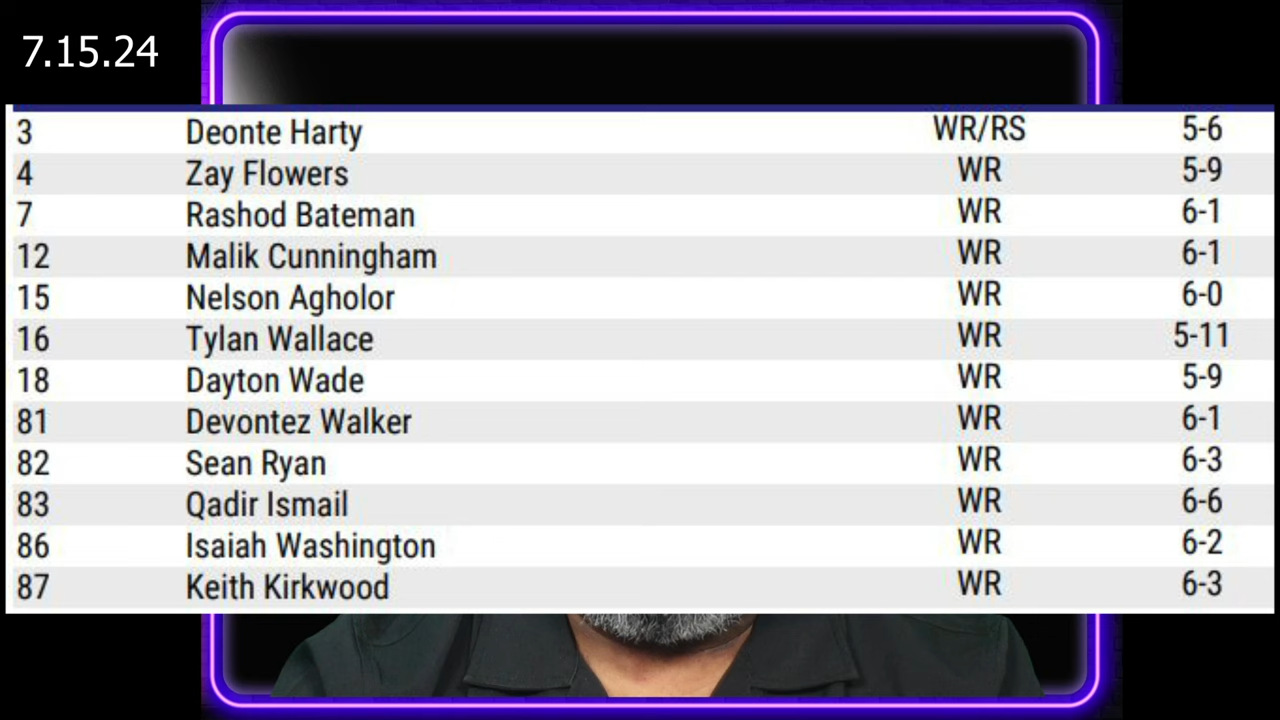 7.15.24
3 Deonte Harty WR/RS 5-6
4 Zay Flowers WR 5-9
7 Rashod Bateman WR 6-1
12 Malik Cunningham WR 6-1
15 Nelson Agholor WR 6-0
16 Tylan Wallace WR 5-11
18 Dayton Wade WR 5-9
81 Devontez Walker WR 6-1
82 Sean Ryan WR 6-3
83 Qadir Ismail WR 6-6
86 Isaiah Washington WR 6-2
87 Keith Kirkwood WR 6-3